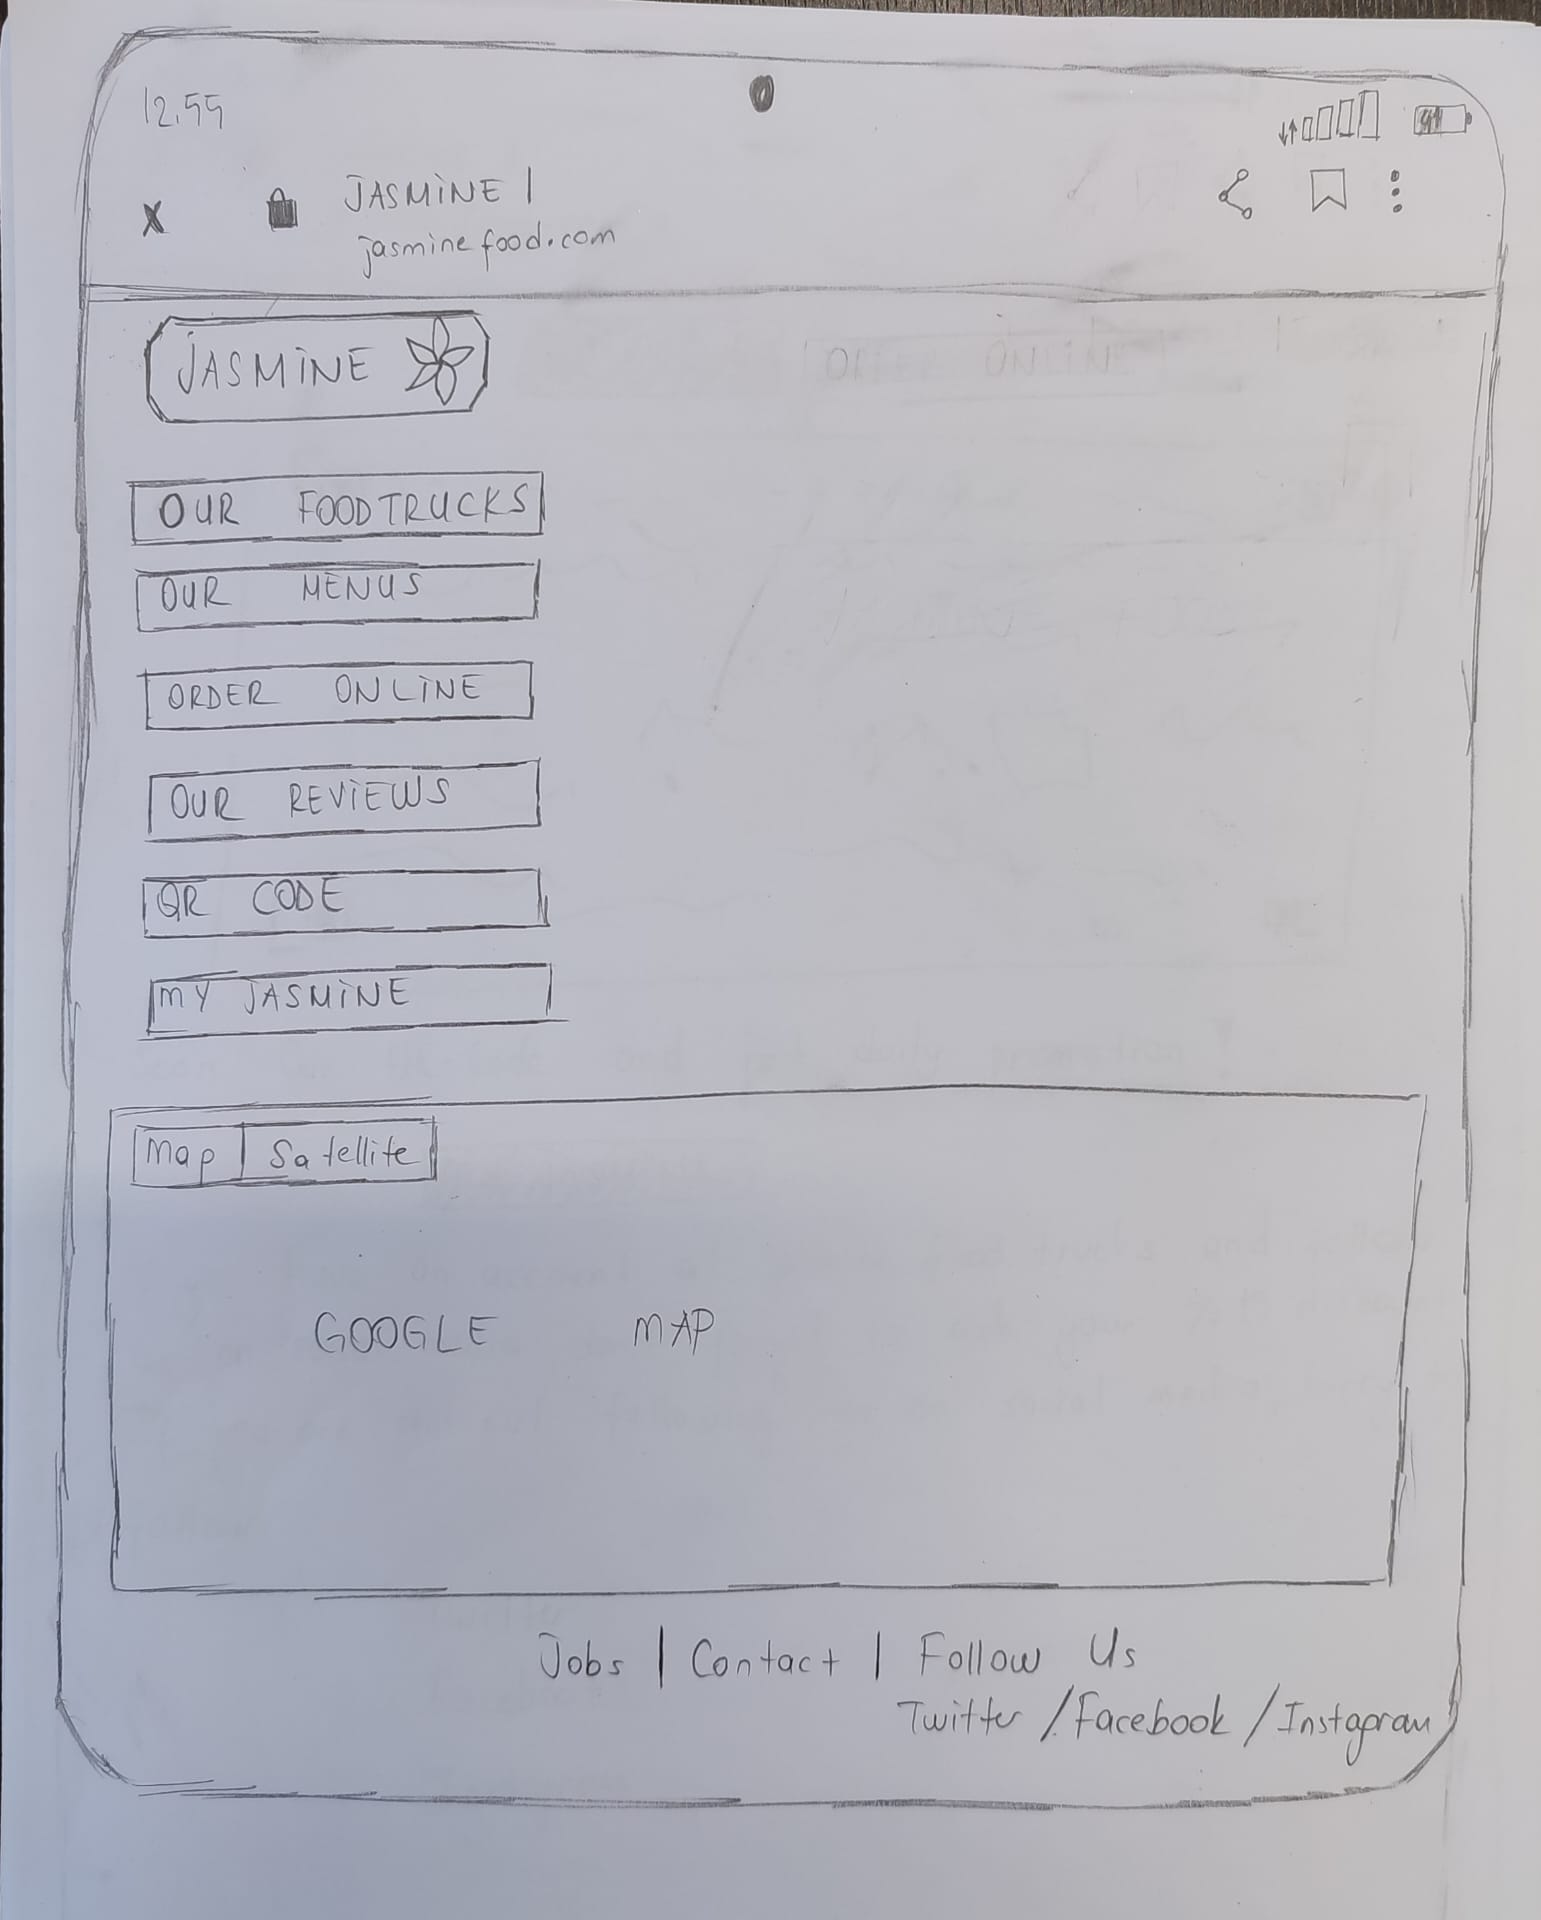 12.55
JASMINE |
jasminefood.com
JASMINE
OUR FOODTRUCKS
OUR MENUS
ORDER ONLINE
OUR REVIEWS
QR CODE
MY JASMINE
Map | Satellite
GOOGLE MAP
Jobs | Contact | Follow Us
Twitter / Facebook / Instagram